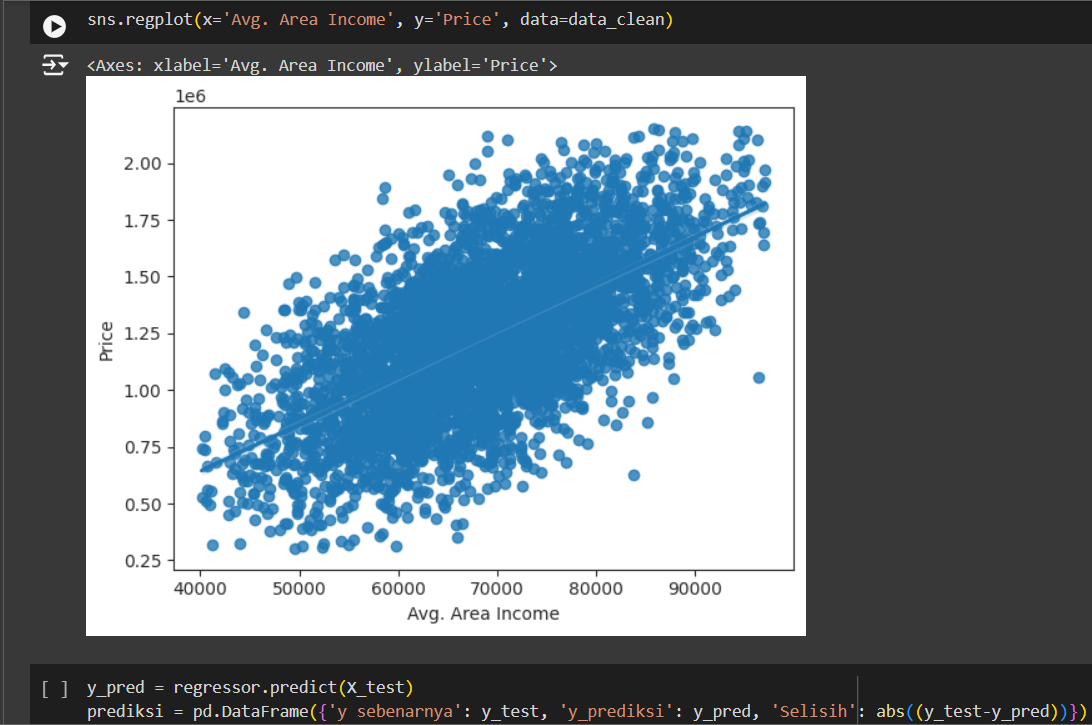 sns.regplot(x='Avg. Area Income', y='Price', data=data_clean)
<Axes: xlabel='Avg. Area Income', ylabel='Price'>
1e6
2.00
1.75
1.50
1.25
1.00
0.75
0.50
0.25
Price
40000 50000 60000 70000 80000 90000
Avg. Area Income
[ ] y_pred = regressor.predict(X_test)
prediksi = pd.DataFrame({'y sebenarnya': y_test, 'y_prediksi': y_pred, 'Selisih': abs((y_test-y_pred))})